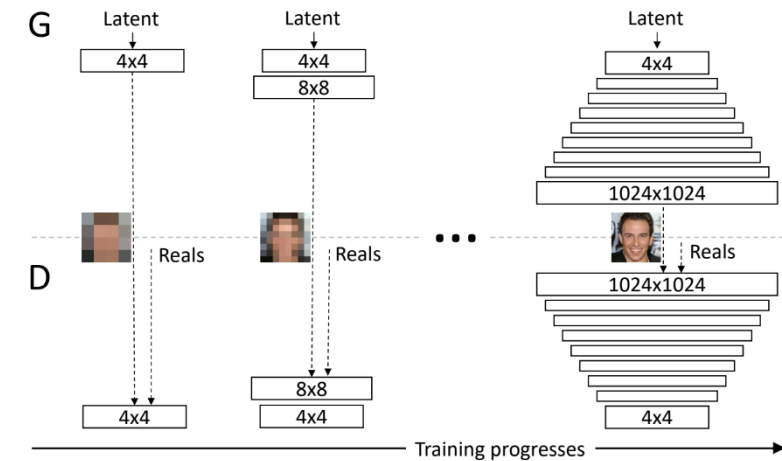 G Latent Latent Latent
4x4 4x4 4x4
8x8
1024x1024
Reals Reals Reals
D
1024x1024
8x8
4x4 4x4 4x4
Training progresses